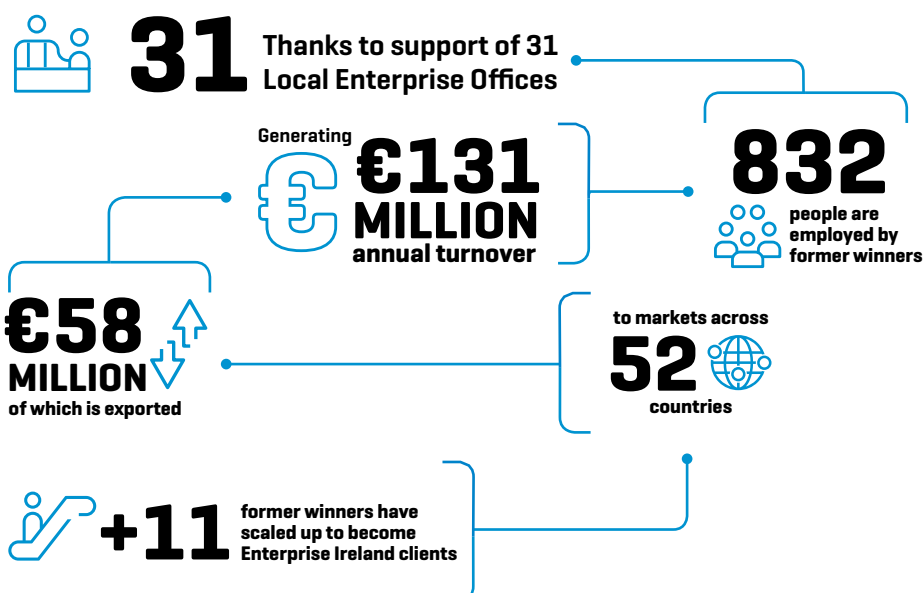 31
Thanks to support of 31
Local Enterprise Offices
832
people are
employed by
former winners
Generating
€131
MILLION
annual turnover
€58
MILLION
of which is exported
to markets across
52
countries
+11
former winners have
scaled up to become
Enterprise Ireland clients